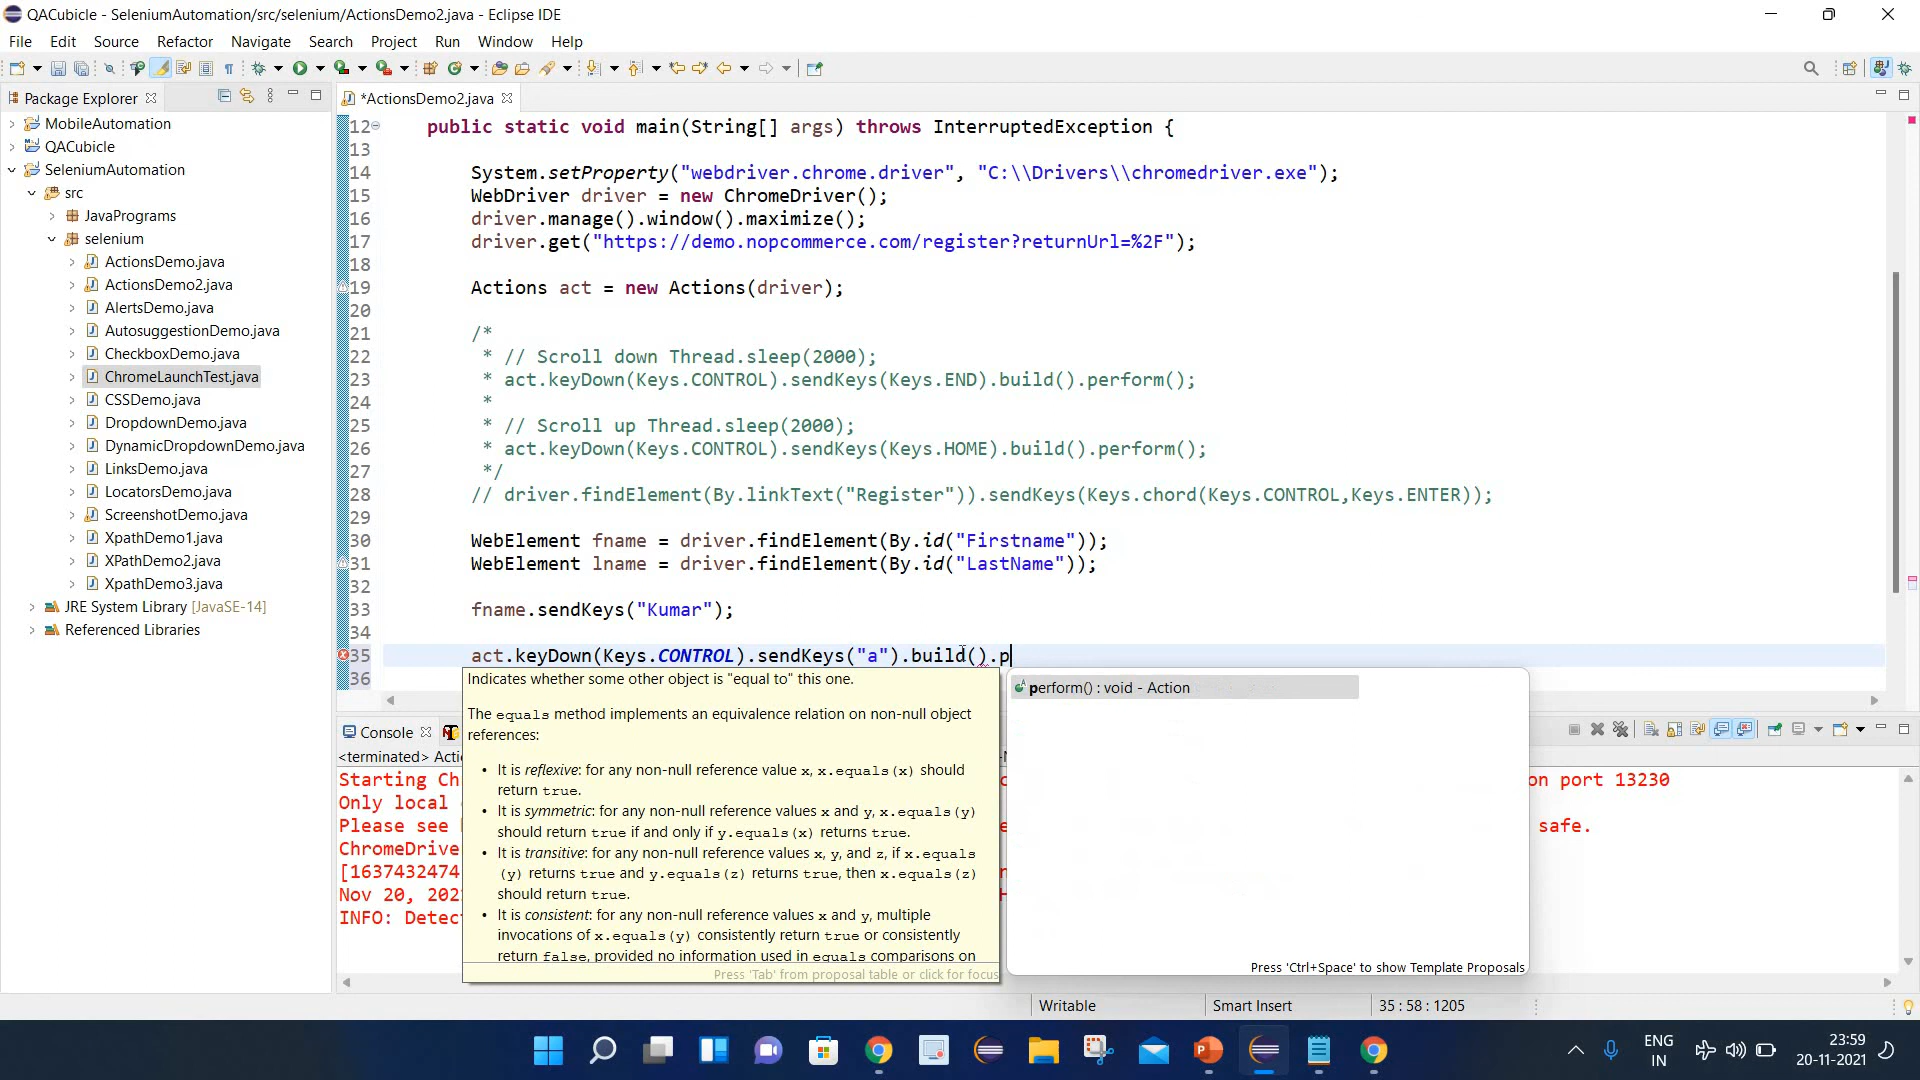 QACubicle - SeleniumAutomation/src/selenium/ActionsDemo2.java - Eclipse IDE
File Edit Source Refactor Navigate Search Project Run Window Help
Package Explorer
*ActionsDemo2.java
MobileAutomation
QACubicle
SeleniumAutomation
src
JavaPrograms
selenium
ActionsDemo.java
ActionsDemo2.java
AlertsDemo.java
AutosuggestionDemo.java
CheckboxDemo.java
ChromeLaunchTest.java
CSSDemo.java
DropdownDemo.java
DynamicDropdownDemo.java
LinksDemo.java
LocatorsDemo.java
ScreenshotDemo.java
XpathDemo1.java
XPathDemo2.java
XpathDemo3.java
JRE System Library [JavaSE-14]
Referenced Libraries
12 public static void main(String[] args) throws InterruptedException {
13
14 System.setProperty("webdriver.chrome.driver", "C:\\Drivers\\chromedriver.exe");
15 WebDriver driver = new ChromeDriver();
16 driver.manage().window().maximize();
17 driver.get("https://demo.nopcommerce.com/register?returnUrl=%2F");
18
19 Actions act = new Actions(driver);
20
21 /*
22 * // Scroll down Thread.sleep(2000);
23 * act.keyDown(Keys.CONTROL).sendKeys(Keys.END).build().perform();
24 *
25 * // Scroll up Thread.sleep(2000);
26 * act.keyDown(Keys.CONTROL).sendKeys(Keys.HOME).build().perform();
27 */
28 // driver.findElement(By.linkText("Register")).sendKeys(Keys.chord(Keys.CONTROL,Keys.ENTER));
29
30 WebElement fname = driver.findElement(By.id("Firstname"));
31 WebElement lname = driver.findElement(By.id("LastName"));
32
33 fname.sendKeys("Kumar");
34
35 act.keyDown(Keys.CONTROL).sendKeys("a").build().p
36
Indicates whether some other object is "equal to" this one.
The equals method implements an equivalence relation on non-null object
references:
• It is reflexive: for any non-null reference value x, x.equals(x) should
return true.
• It is symmetric: for any non-null reference values x and y, x.equals(y)
should return true if and only if y.equals(x) returns true.
• It is transitive: for any non-null reference values x, y, and z, if x.equals
(y) returns true and y.equals(z) returns true, then x.equals(z)
should return true.
• It is consistent: for any non-null reference values x and y, multiple
invocations of x.equals(y) consistently return true or consistently
return false, provided no information used in equals comparisons on
Press 'Tab' from proposal table or click for focus
perform() : void - Action
Press 'Ctrl+Space' to show Template Proposals
Console
<terminated> Actio
Starting Ch on port 13230
Only local
Please see safe.
ChromeDrive
[1637432474
Nov 20, 202
INFO: Detec
Writable Smart Insert 35 : 58 : 1205
ENG
IN
23:59
20-11-2021